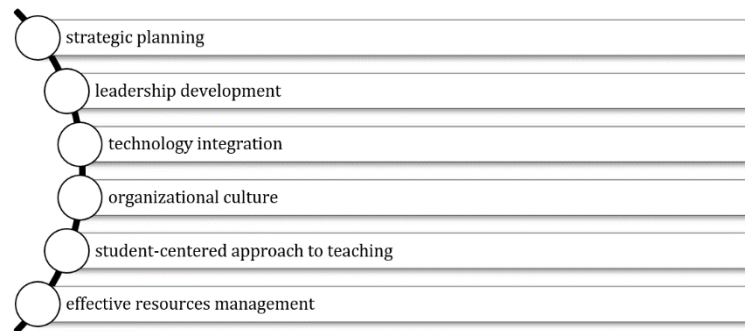 strategic planning
leadership development
technology integration
organizational culture
student-centered approach to teaching
effective resources management